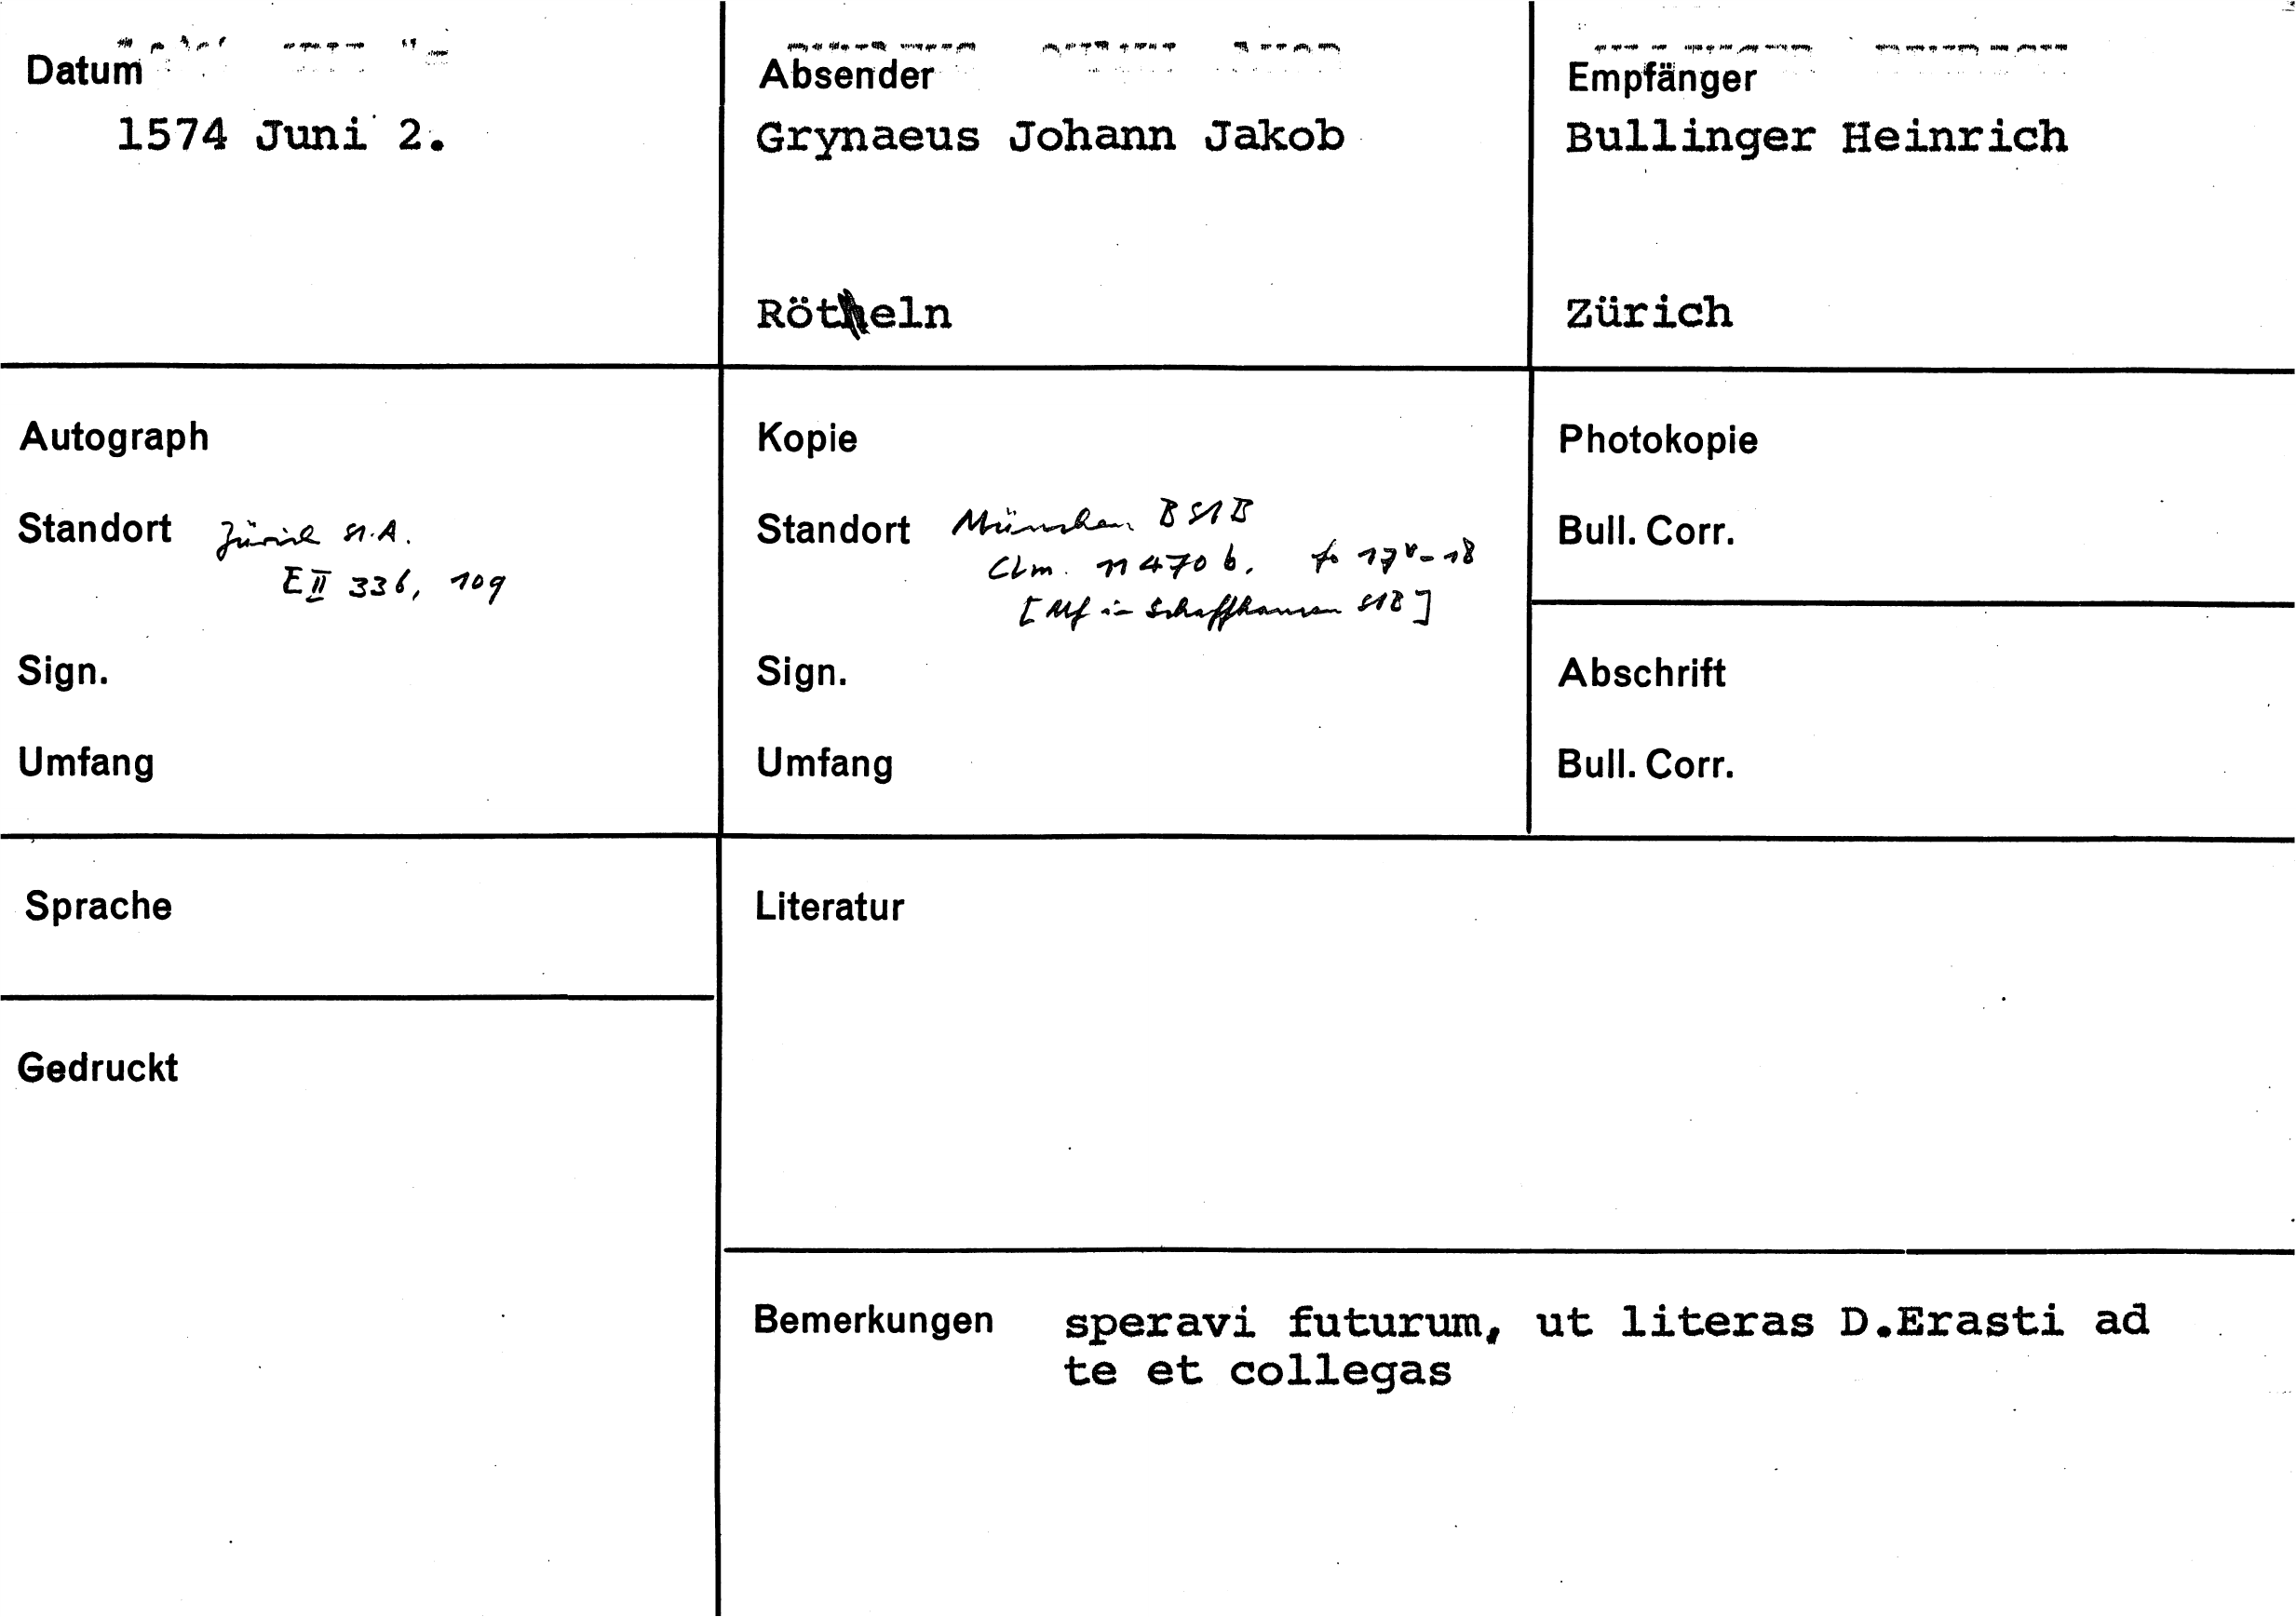 Datum
1574 Juni 2.
Absender
Grynaeus Johann Jakob
Röteln
Empfänger
Bullinger Heinrich
Zürich
Autograph
Standort Zürich St.A.
E II 336, 109
Sign.
Umfang
Kopie
Standort München BStB
Clm. 11470 b, fo 17v-18
[Mf in Schaffhausen StB]
Sign.
Umfang
Photokopie
Bull. Corr.
Abschrift
Bull. Corr.
Sprache
Gedruckt
Literatur
Bemerkungen speravi futurum, ut literas D.Erasti ad
te et collegas